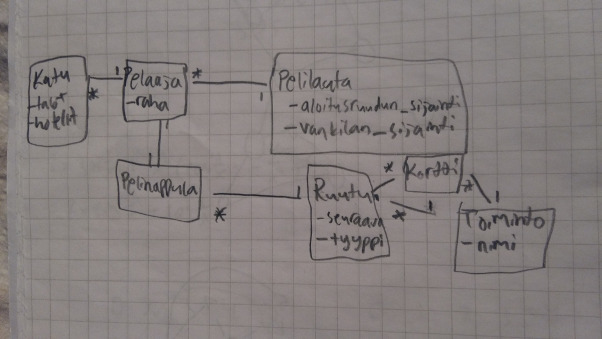 Katu
-talot
-hotellit
1
*
Pelaaja
-raha
*
1
Pelilauta
-aloitusruudun_sijainti
-vankilan_sijainti
1
1
Pelinappula
*
1
Ruutu
-seuraava
-tyyppi
*
Kortti
*
1
*
1
Toiminto
-nimi